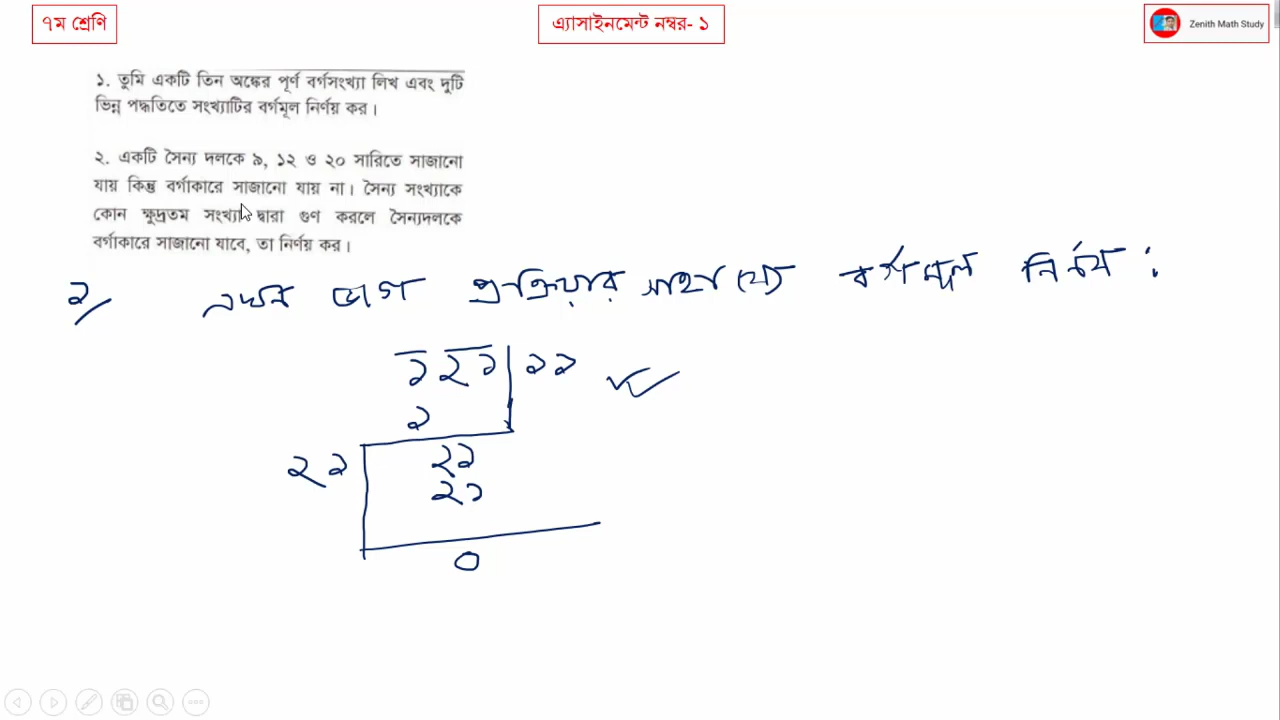 ৭ম শ্রেণি
এ্যাসাইনমেন্ট নম্বর- ১
Zenith Math Study
১. তুমি একটি তিন অঙ্কের পূর্ণ বর্গসংখ্যা লিখ এবং দুটি
ভিন্ন পদ্ধতিতে সংখ্যাটির বর্গমূল নির্ণয় কর।
২. একটি সৈন্য দলকে ৯, ১২ ও ২০ সারিতে সাজানো
যায় কিন্তু বর্গাকারে সাজানো যায় না। সৈন্য সংখ্যাকে
কোন ক্ষুদ্রতম সংখ্যা দ্বারা গুণ করলে সৈন্যদলকে
বর্গাকারে সাজানো যাবে, তা নির্ণয় কর।
ভাগ প্রক্রিয়ার সাহায্যে বর্গমূল নির্ণয় :
১ ২১ ১১
১
২১ ২১
২১
০